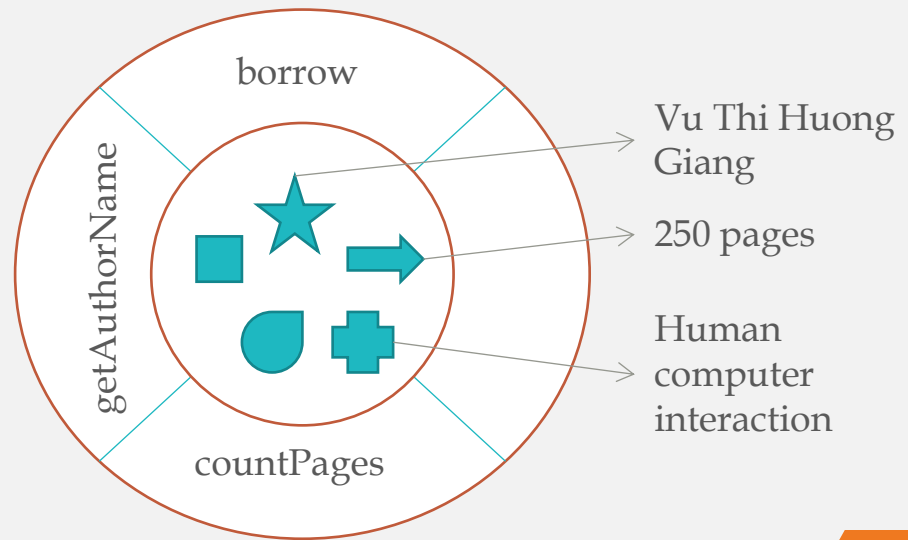 borrow
getAuthorName
countPages
Vu Thi Huong
Giang
250 pages
Human
computer
interaction